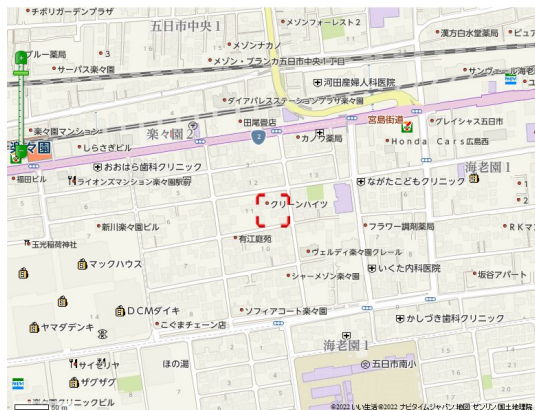 チボリガーデンプラザ
五日市中央1
メゾンフォーレスト2
漢方白水堂薬局
ピュア
メゾンナカノ
ブルー薬局
3
メゾン・ブランカ五日市中央1丁目
サーパス楽々園
サンヴェール海老
河田産婦人科医院
ダイアパレスステーションプラザ楽々園
宮島街道
グレイシャス五日市
田尾畳店
楽々園マンション
楽々園2
2
カノウ薬局
Honda Cars広島西
楽々園
しらさぎビル
おおはら歯科クリニック
海老園1
福田ビル
ライオンズマンション楽々園駅前
ながたこどもクリニック
13
12
1
11
グリーンハイツ
2
新川楽々園ビル
フラワー調剤薬局
RKマ
有江庭苑
玉光稲荷神社
ヴェルディ楽々園クレール
マックハウス
いくた内科医院
シャーメゾン楽々園
坂谷アパート
DCMダイキ
ソフィアコート楽々園
こぐまチェーン店
かしづき歯科クリニック
ヤマダデンキ
海老園1
サイゼリヤ
ほの湯
五日市南小
ザグザグ
50 m
©2022 いい生活 ©2022 ナビタイムジャパン 地図 ゼンリン/国土地理院